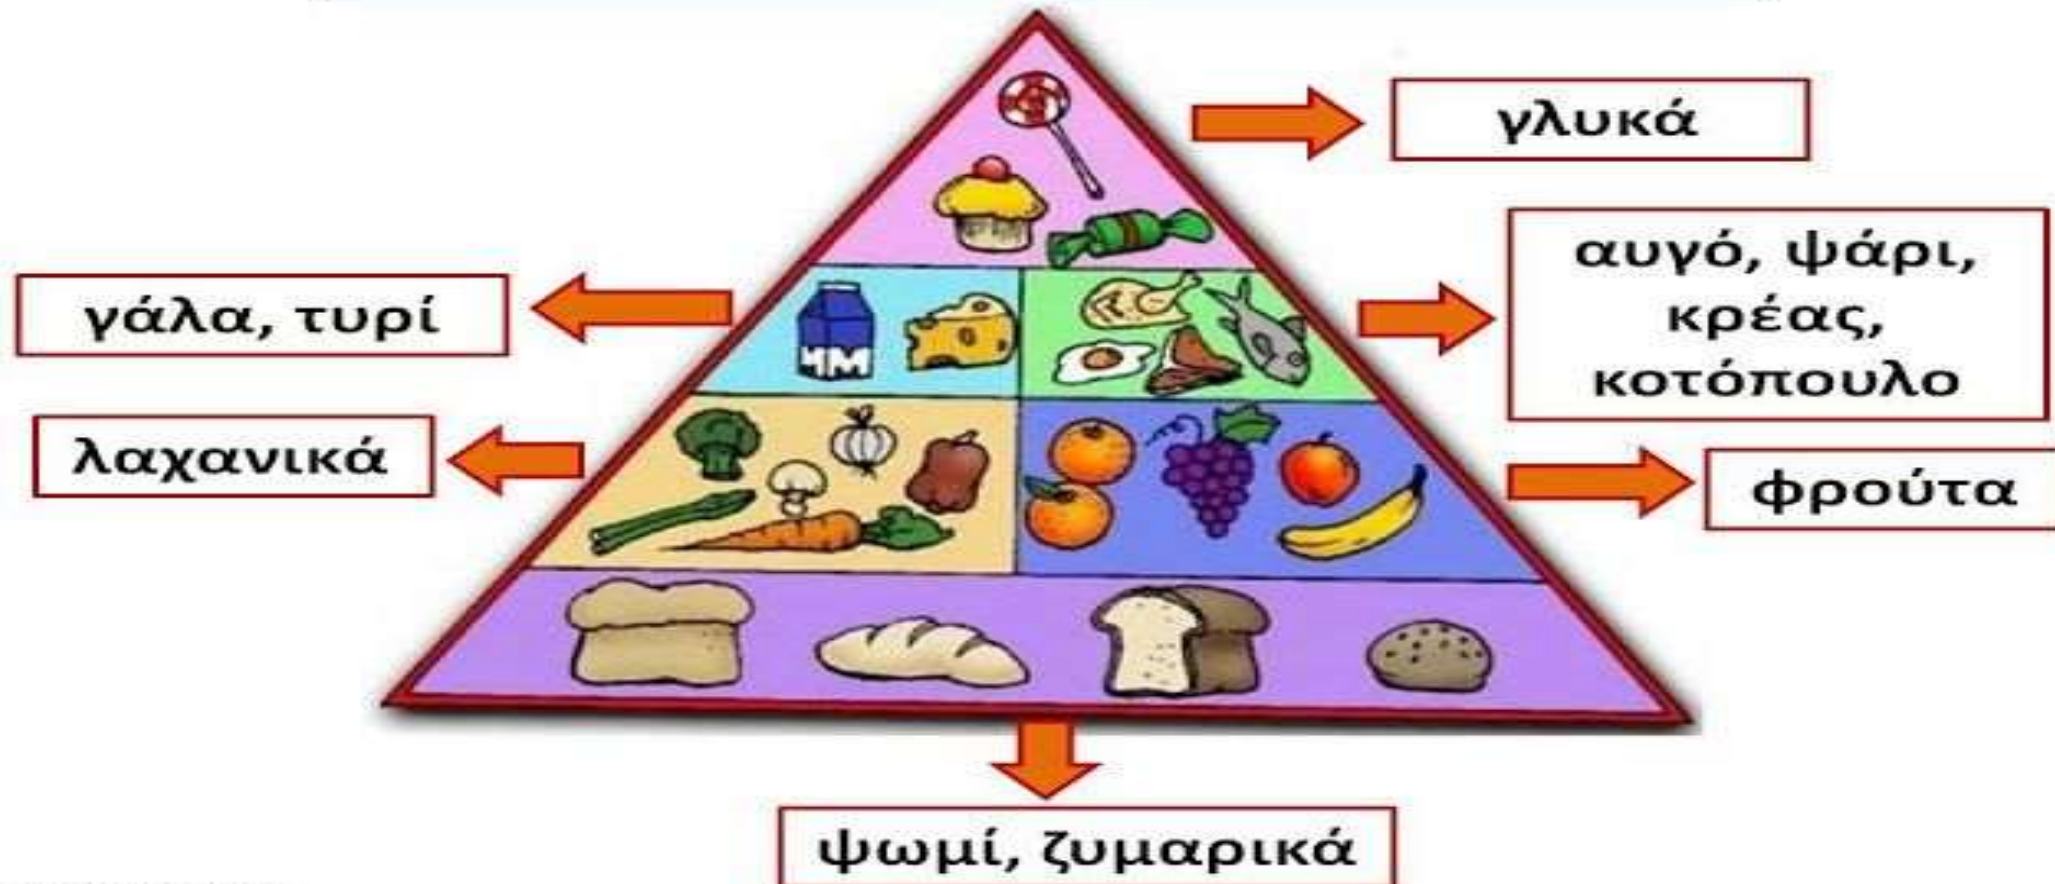 γλυκά
αυγό, ψάρι,
κρέας,
κοτόπουλο
γάλα, τυρί
λαχανικά
φρούτα
ψωμί, ζυμαρικά